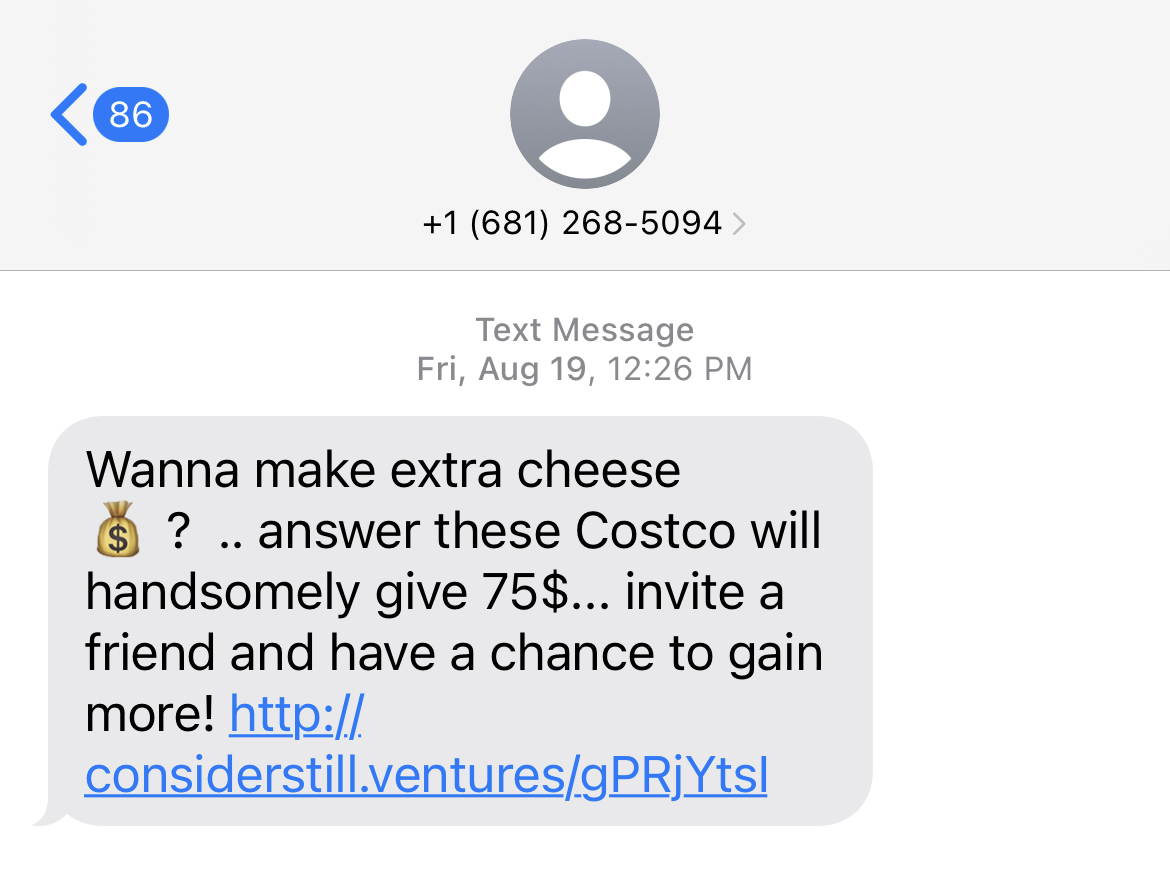 86
+1 (681) 268-5094
Text Message
Fri, Aug 19, 12:26 PM
Wanna make extra cheese
💰 ? .. answer these Costco will
handsomely give 75$... invite a
friend and have a chance to gain
more! http://
considerstill.ventures/gPRjYtsl